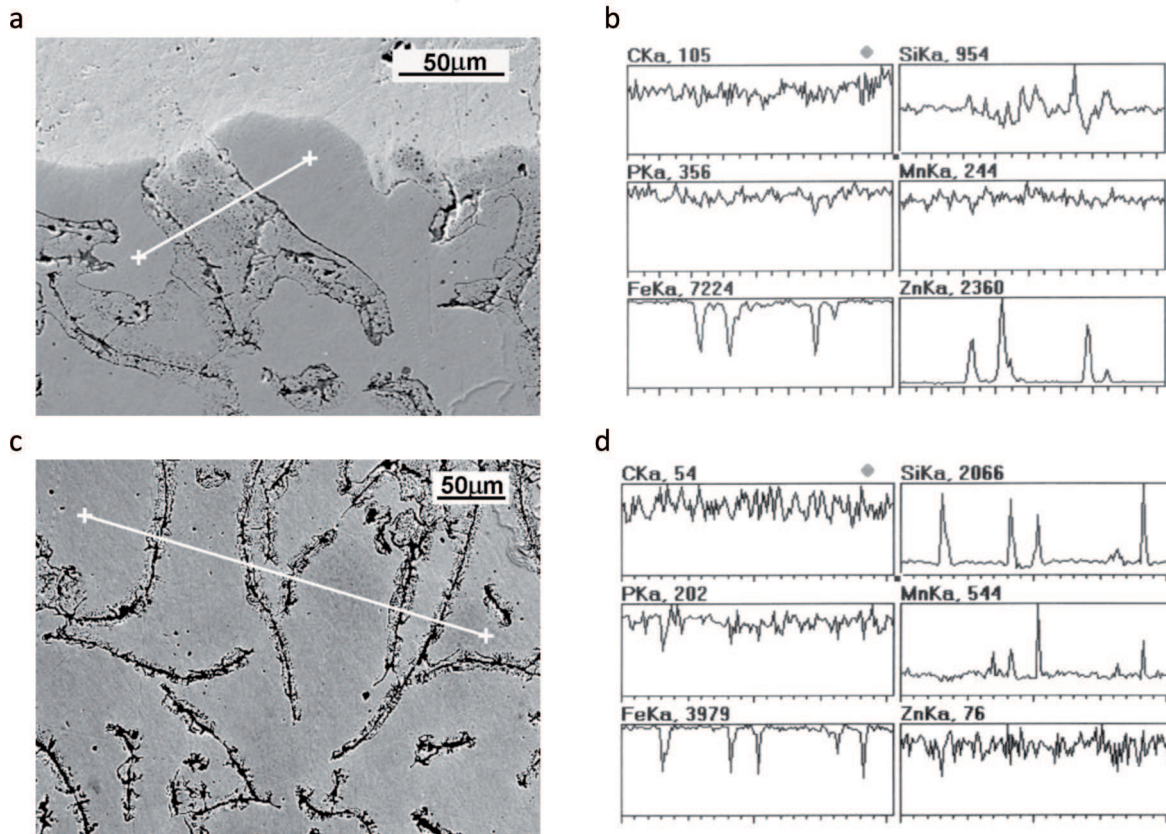 a
50μm
b
CKa, 105
SiKa, 954
PKa, 356
MnKa, 244
FeKa, 7224
ZnKa, 2360
c
50μm
d
CKa, 54
SiKa, 2066
PKa, 202
MnKa, 544
FeKa, 3979
ZnKa, 76